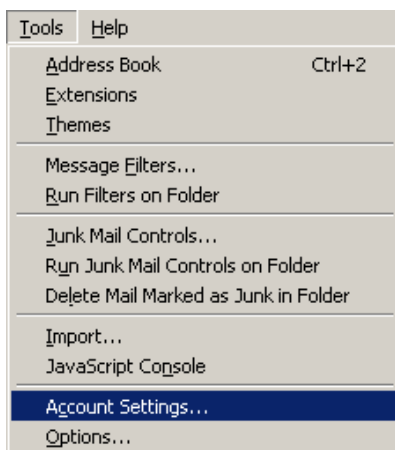 Tools Help
Address Book Ctrl+2
Extensions
Themes
Message Filters...
Run Filters on Folder
Junk Mail Controls...
Run Junk Mail Controls on Folder
Delete Mail Marked as Junk in Folder
Import...
JavaScript Console
Account Settings...
Options...